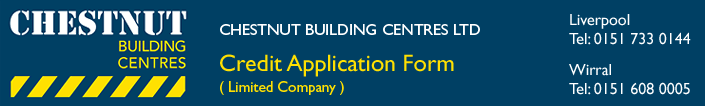 CHESTNUT
BUILDING
CENTRES
CHESTNUT BUILDING CENTRES LTD
Credit Application Form
( Limited Company )
Liverpool
Tel: 0151 733 0144
Wirral
Tel: 0151 608 0005